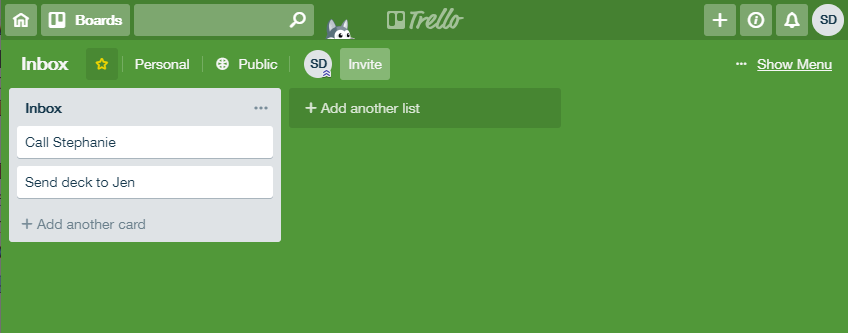 Boards
Trello
SD
Inbox
Personal
Public
SD
Invite
... Show Menu
Inbox ...
Call Stephanie
Send deck to Jen
+ Add another card
+ Add another list